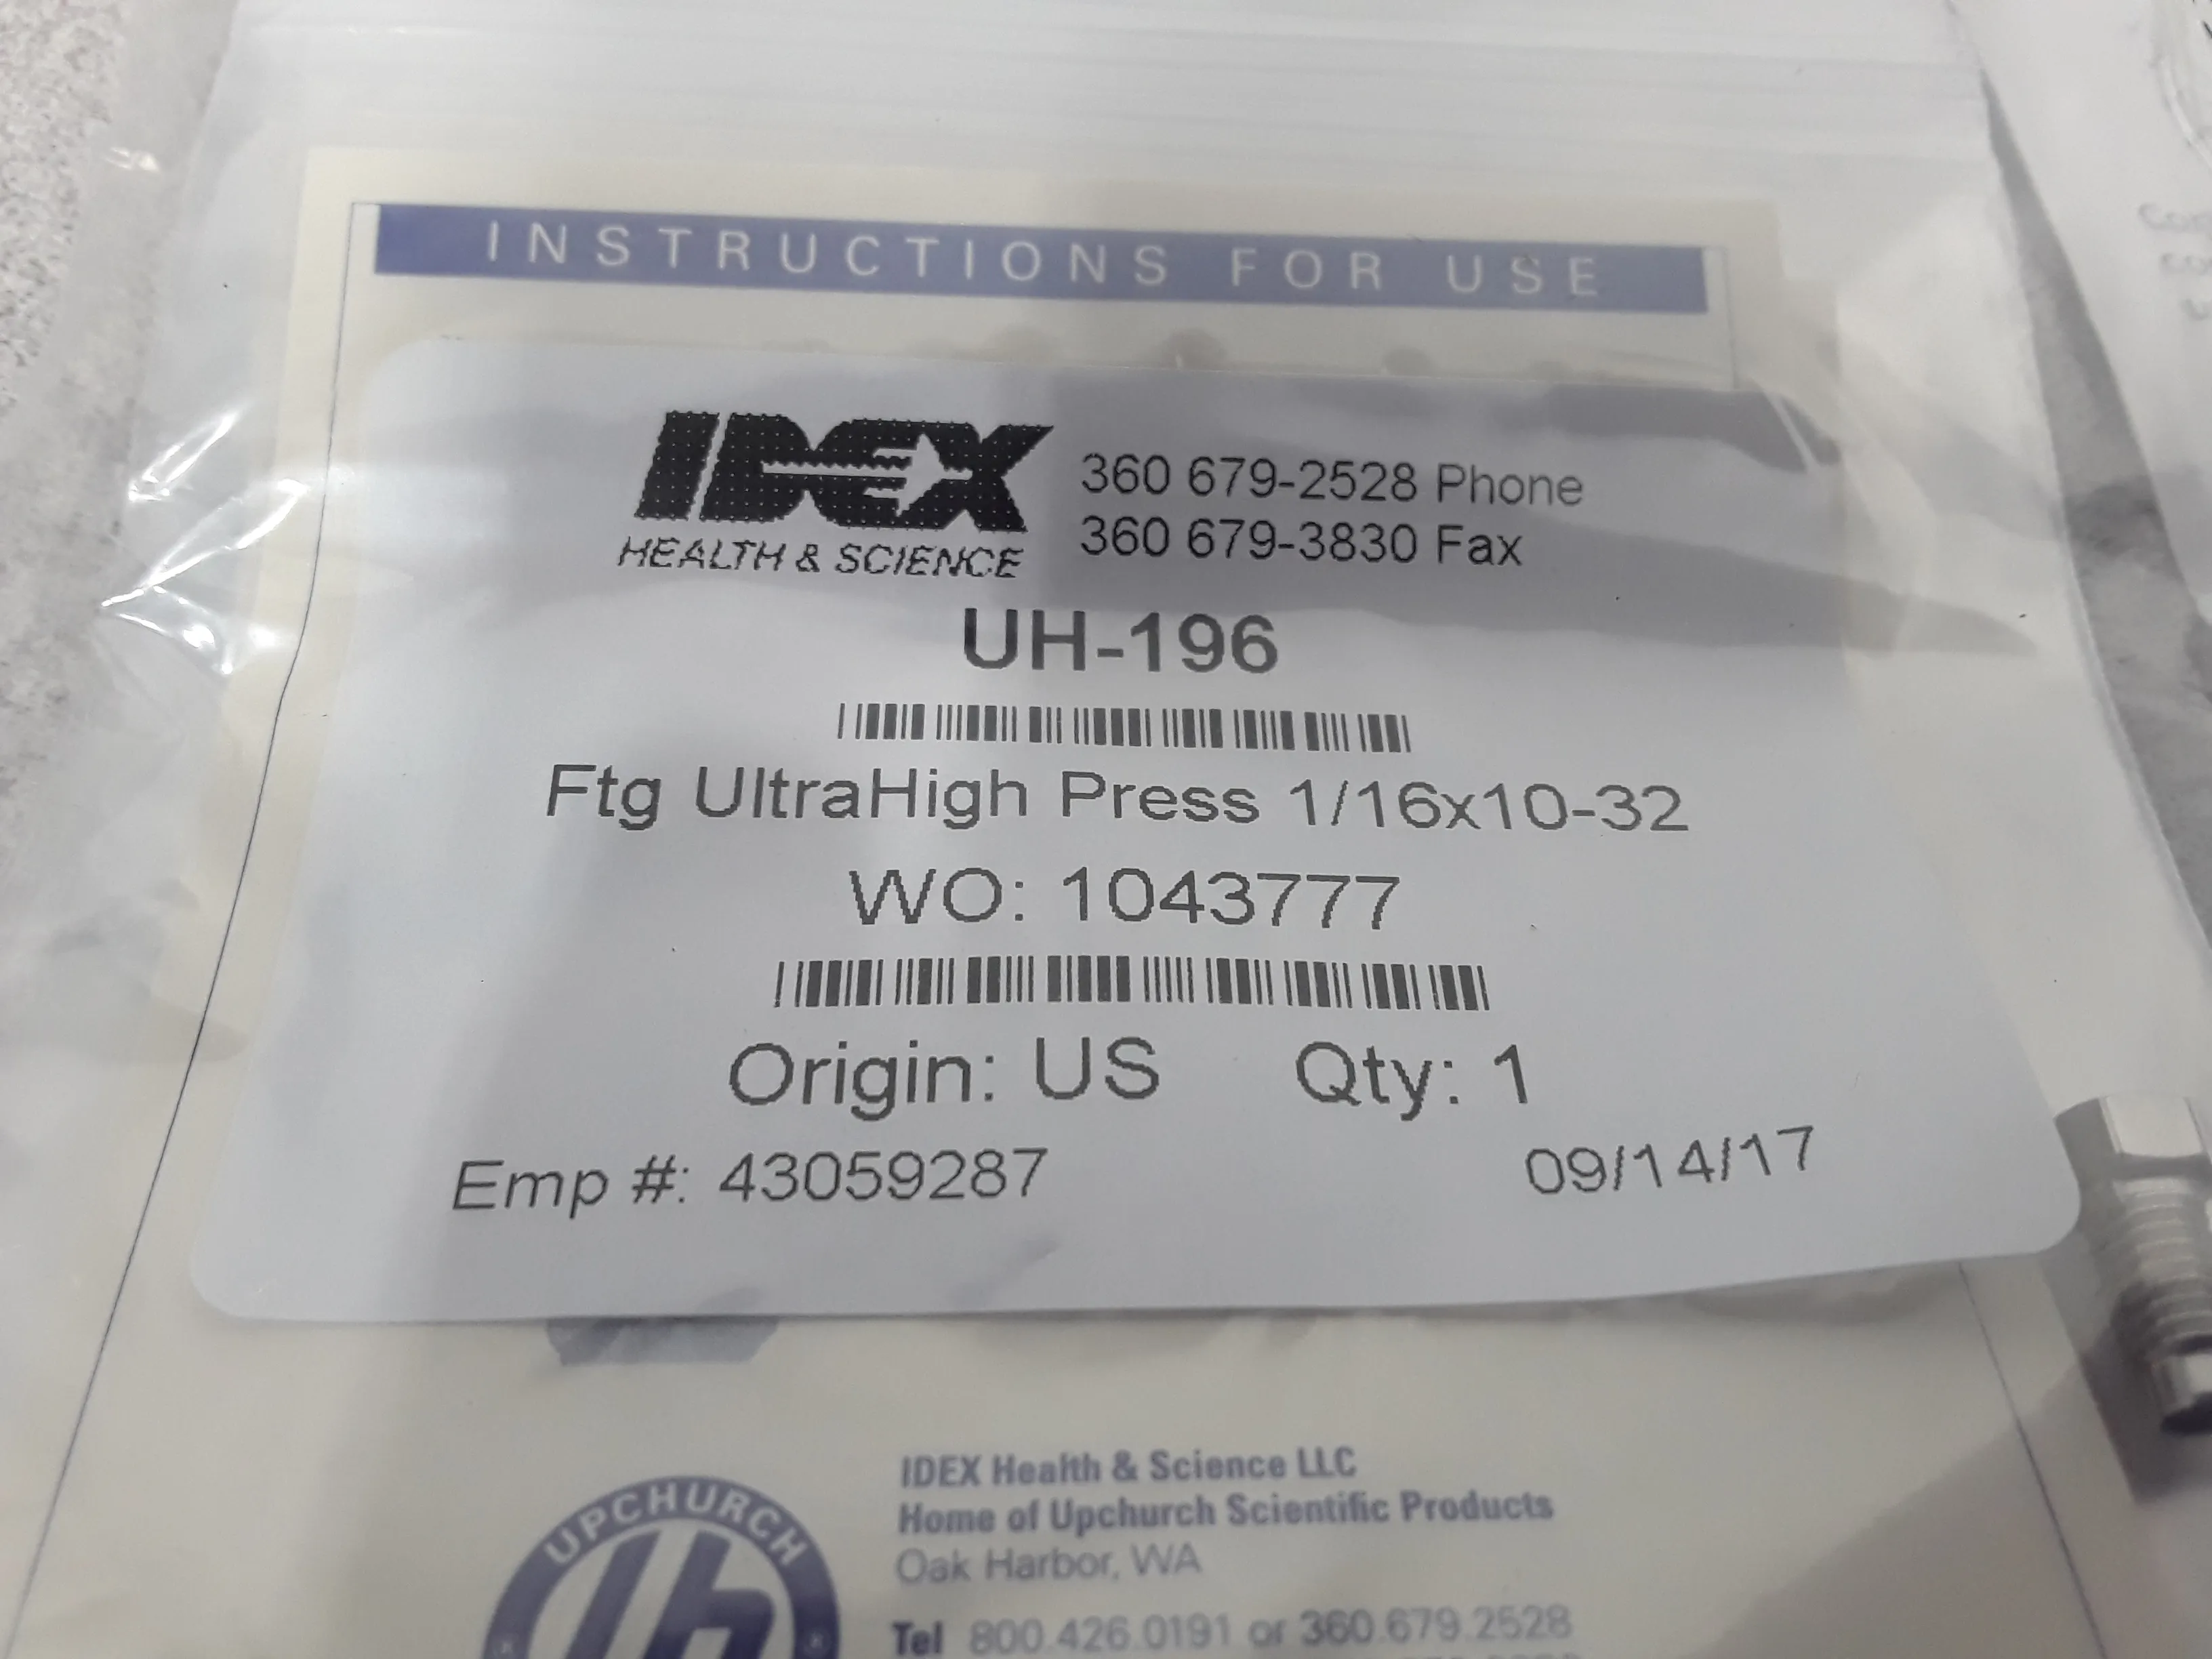 INSTRUCTIONS FOR USE
IDEX
HEALTH & SCIENCE
360 679-2528 Phone
360 679-3830 Fax
UH-196
Ftg UltraHigh Press 1/16x10-32
WO: 1043777
Origin: US Qty: 1
Emp #: 43059287 09/14/17
UPCHURCH
IDEX Health & Science LLC
Home of Upchurch Scientific Products
Oak Harbor, WA
Tel 800.426.0191 or 360.679.2528